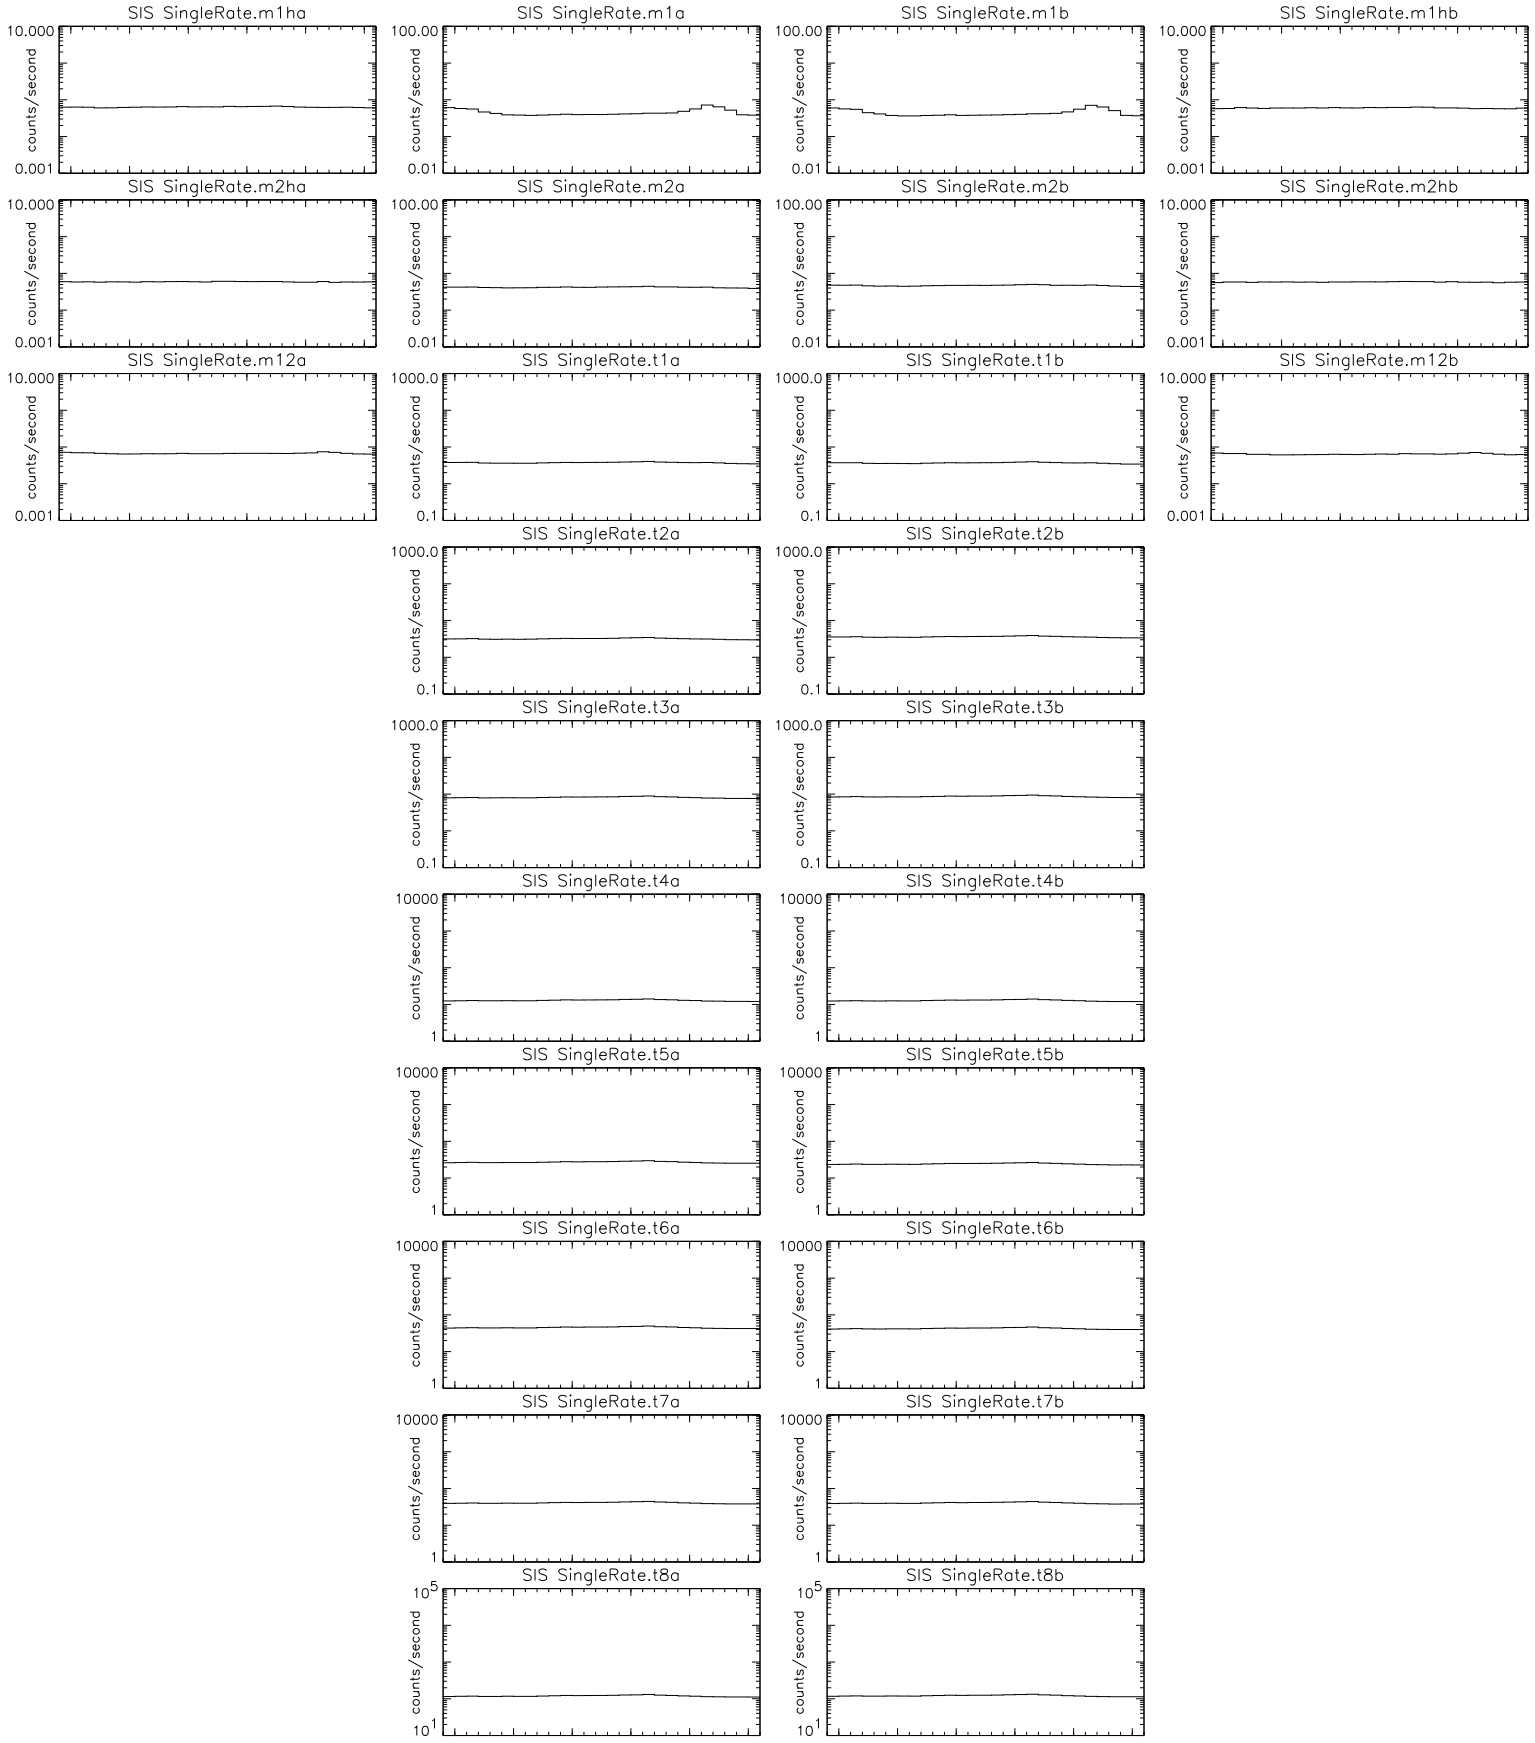 SIS SingleRate.m1ha
10.000
counts/second
0.001
SIS SingleRate.m1a
100.00
counts/second
0.01
SIS SingleRate.m1b
100.00
counts/second
0.01
SIS SingleRate.m1hb
10.000
counts/second
0.001
SIS SingleRate.m2ha
10.000
counts/second
0.001
SIS SingleRate.m2a
100.00
counts/second
0.01
SIS SingleRate.m2b
100.00
counts/second
0.01
SIS SingleRate.m2hb
10.000
counts/second
0.001
SIS SingleRate.m12a
10.000
counts/second
0.001
SIS SingleRate.t1a
1000.0
counts/second
0.1
SIS SingleRate.t1b
1000.0
counts/second
0.1
SIS SingleRate.m12b
10.000
counts/second
0.001
SIS SingleRate.t2a
1000.0
counts/second
0.1
SIS SingleRate.t2b
1000.0
counts/second
0.1
SIS SingleRate.t3a
1000.0
counts/second
0.1
SIS SingleRate.t3b
1000.0
counts/second
0.1
SIS SingleRate.t4a
10000
counts/second
1
SIS SingleRate.t4b
10000
counts/second
1
SIS SingleRate.t5a
10000
counts/second
1
SIS SingleRate.t5b
10000
counts/second
1
SIS SingleRate.t6a
10000
counts/second
1
SIS SingleRate.t6b
10000
counts/second
1
SIS SingleRate.t7a
10000
counts/second
1
SIS SingleRate.t7b
10000
counts/second
1
SIS SingleRate.t8a
10⁵
counts/second
10¹
SIS SingleRate.t8b
10⁵
counts/second
10¹